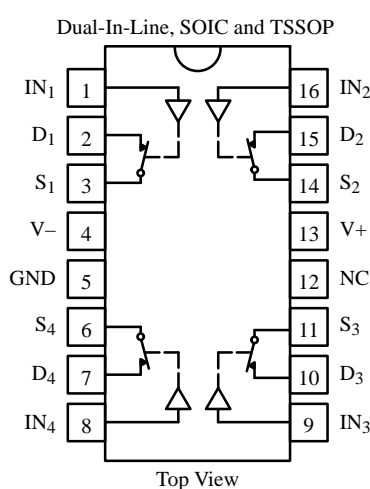 Dual-In-Line, SOIC and TSSOP
IN1 1 16 IN2
D1 2 15 D2
S1 3 14 S2
V– 4 13 V+
GND 5 12 NC
S4 6 11 S3
D4 7 10 D3
IN4 8 9 IN3
Top View